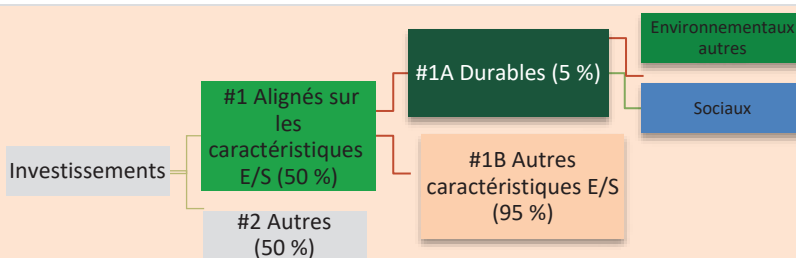 Investissements
#1 Alignés sur
les
caractéristiques
E/S (50 %)
#2 Autres
(50 %)
#1A Durables (5 %)
#1B Autres
caractéristiques E/S
(95 %)
Environnementaux
autres
Sociaux